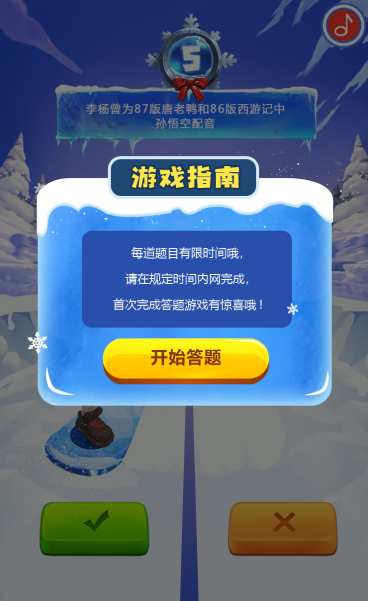 5
李杨曾为87版唐老鸭和86版西游记中
孙悟空配音
游戏指南
每道题目有限时间哦，
请在规定时间内网完成，
首次完成答题游戏有惊喜哦！
开始答题